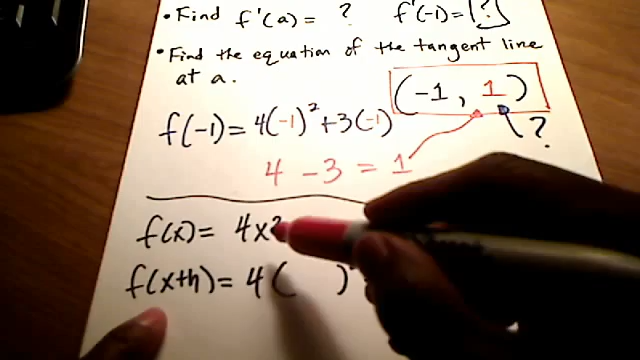 • Find f'(a) = ? f'(-1) = ?
• Find the equation of the tangent line
at a.
(-1, 1)
f(-1) = 4(-1)² + 3(-1)
?
4 - 3 = 1
f(x) = 4x²
f(x+h) = 4( )